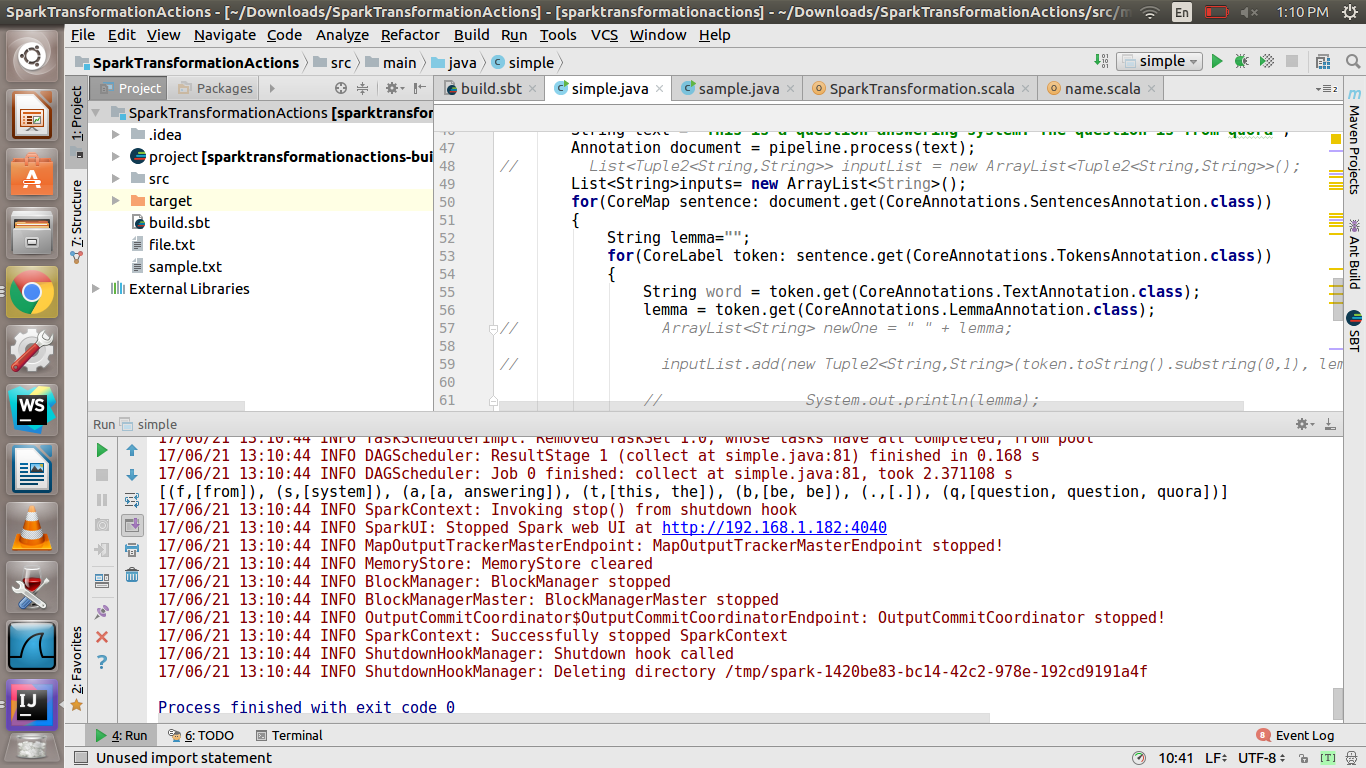 SparkTransformationActions - [~/Downloads/SparkTransformationActions] - [sparktransformationactions] - ~/Downloads/SparkTransformationActions/src/m
En
1:10 PM
File Edit View Navigate Code Analyze Refactor Build Run Tools VCS Window Help
SparkTransformationActions src main java simple
simple
Project Packages
build.sbt simple.java sample.java SparkTransformation.scala name.scala
1: Project
7: Structure
2: Favorites
SparkTransformationActions [sparktransfor
.idea
project [sparktransformationactions-bui
src
target
build.sbt
file.txt
sample.txt
External Libraries
46 String text = "This is a question answering system. The question is from quora";
47 Annotation document = pipeline.process(text);
48 // List<Tuple2<String,String>> inputList = new ArrayList<Tuple2<String,String>>();
49 List<String>inputs= new ArrayList<String>();
50 for(CoreMap sentence: document.get(CoreAnnotations.SentencesAnnotation.class))
51 {
52 String lemma="";
53 for(CoreLabel token: sentence.get(CoreAnnotations.TokensAnnotation.class))
54 {
55 String word = token.get(CoreAnnotations.TextAnnotation.class);
56 lemma = token.get(CoreAnnotations.LemmaAnnotation.class);
57 // ArrayList<String> newOne = " " + lemma;
58
59 // inputList.add(new Tuple2<String,String>(token.toString().substring(0,1), lem
60
61 // System.out.println(lemma);
Maven Projects
Ant Build
SBT
Run simple
17/06/21 13:10:44 INFO TaskSchedulerImpl: Removed TaskSet 1.0, whose tasks have all completed, from pool
17/06/21 13:10:44 INFO DAGScheduler: ResultStage 1 (collect at simple.java:81) finished in 0.168 s
17/06/21 13:10:44 INFO DAGScheduler: Job 0 finished: collect at simple.java:81, took 2.371108 s
[(f,[from]), (s,[system]), (a,[a, answering]), (t,[this, the]), (b,[be, be]), (.,[.]), (q,[question, question, quora])]
17/06/21 13:10:44 INFO SparkContext: Invoking stop() from shutdown hook
17/06/21 13:10:44 INFO SparkUI: Stopped Spark web UI at http://192.168.1.182:4040
17/06/21 13:10:44 INFO MapOutputTrackerMasterEndpoint: MapOutputTrackerMasterEndpoint stopped!
17/06/21 13:10:44 INFO MemoryStore: MemoryStore cleared
17/06/21 13:10:44 INFO BlockManager: BlockManager stopped
17/06/21 13:10:44 INFO BlockManagerMaster: BlockManagerMaster stopped
17/06/21 13:10:44 INFO OutputCommitCoordinator$OutputCommitCoordinatorEndpoint: OutputCommitCoordinator stopped!
17/06/21 13:10:44 INFO SparkContext: Successfully stopped SparkContext
17/06/21 13:10:44 INFO ShutdownHookManager: Shutdown hook called
17/06/21 13:10:44 INFO ShutdownHookManager: Deleting directory /tmp/spark-1420be83-bc14-42c2-978e-192cd9191a4f
Process finished with exit code 0
4: Run 6: TODO Terminal
8 Event Log
Unused import statement
10:41 LF UTF-8 [T]